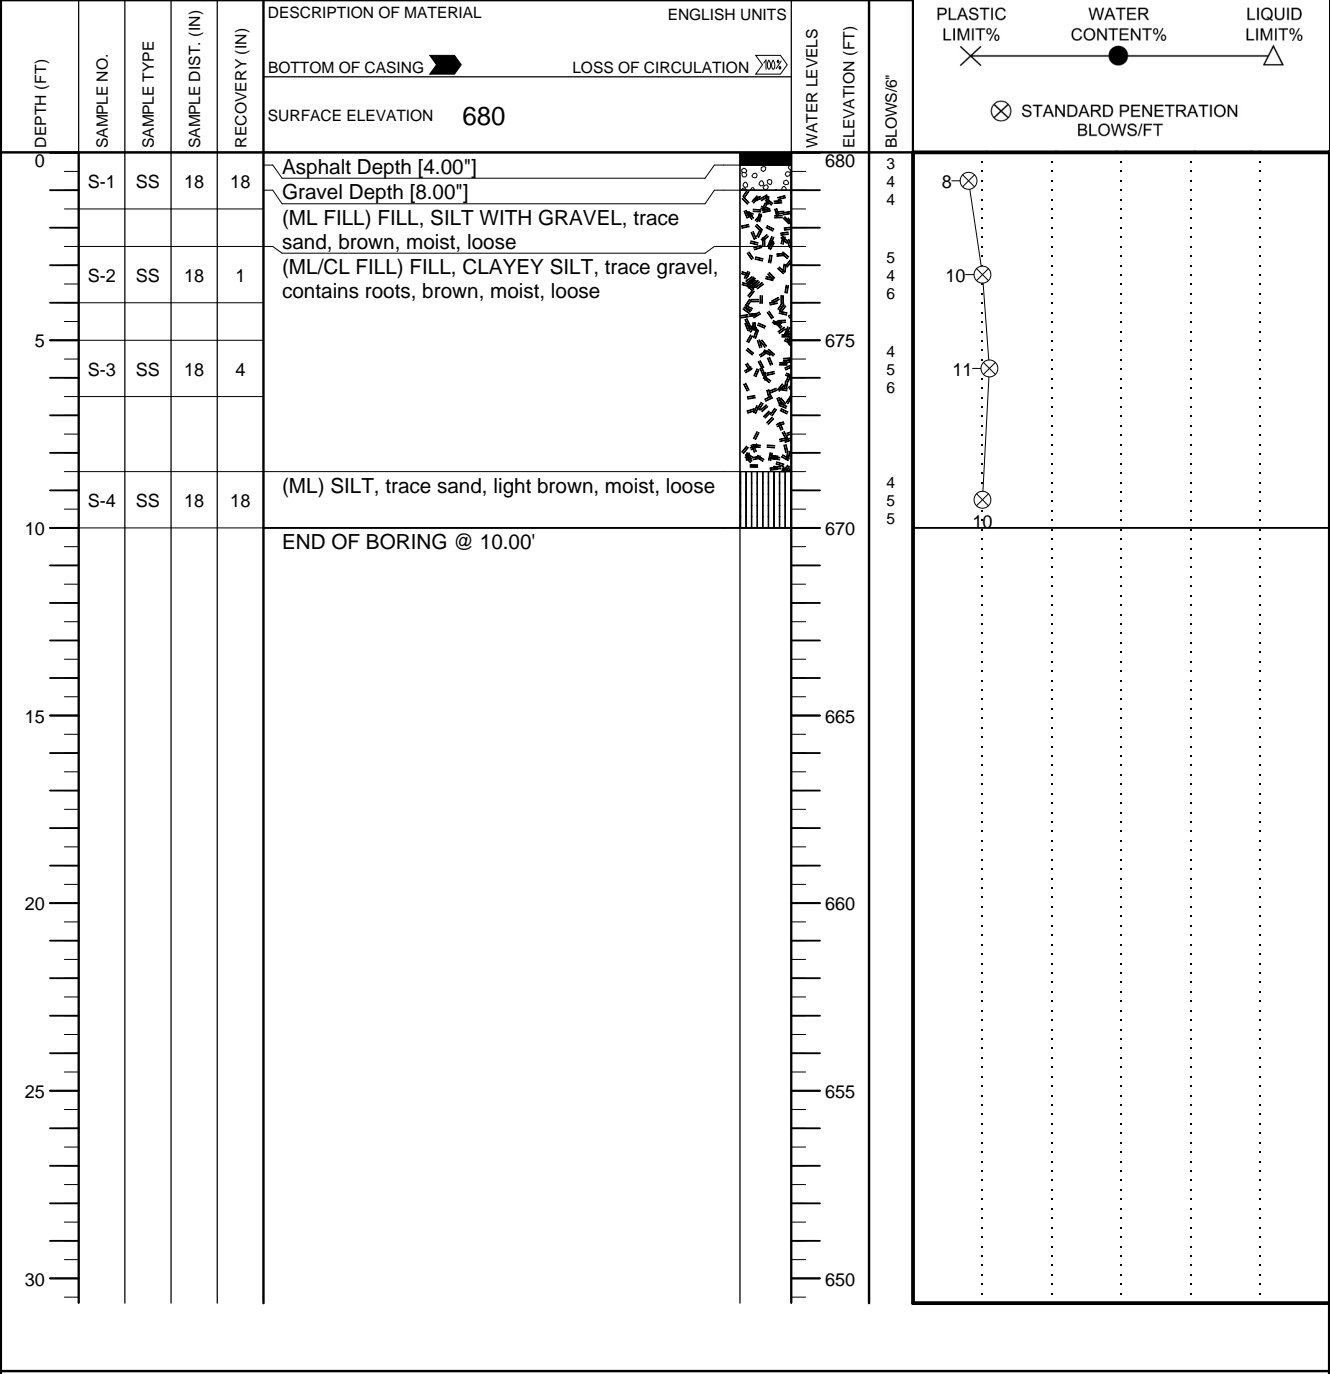 DEPTH (FT)
SAMPLE NO.
SAMPLE TYPE
SAMPLE DIST. (IN)
RECOVERY (IN)
DESCRIPTION OF MATERIAL ENGLISH UNITS
BOTTOM OF CASING LOSS OF CIRCULATION 100%
SURFACE ELEVATION 680
WATER LEVELS
ELEVATION (FT)
BLOWS/6"
PLASTIC LIMIT%
WATER CONTENT%
LIQUID LIMIT%
STANDARD PENETRATION
BLOWS/FT
0 680
S-1 SS 18 18 3 4 4 8
Asphalt Depth [4.00"]
Gravel Depth [8.00"]
(ML FILL) FILL, SILT WITH GRAVEL, trace
sand, brown, moist, loose
S-2 SS 18 1 5 4 6 10
(ML/CL FILL) FILL, CLAYEY SILT, trace gravel,
contains roots, brown, moist, loose
5 675
S-3 SS 18 4 4 5 6 11
S-4 SS 18 18 4 5 5 10
(ML) SILT, trace sand, light brown, moist, loose
10 670
END OF BORING @ 10.00'
15 665
20 660
25 655
30 650